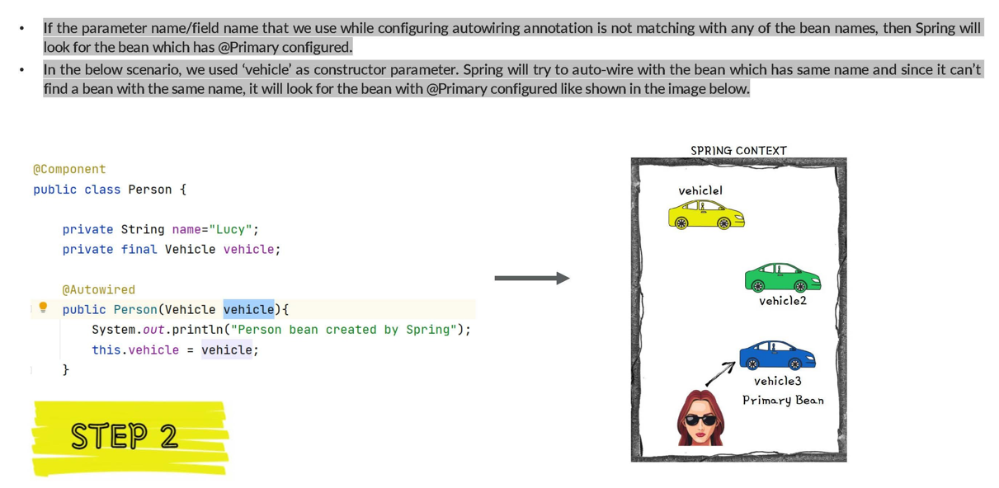 • If the parameter name/field name that we use while configuring autowiring annotation is not matching with any of the bean names, then Spring will
look for the bean which has @Primary configured.
• In the below scenario, we used ‘vehicle’ as constructor parameter. Spring will try to auto-wire with the bean which has same name and since it can’t
find a bean with the same name, it will look for the bean with @Primary configured like shown in the image below.
@Component
public class Person {
private String name="Lucy";
private final Vehicle vehicle;
@Autowired
public Person(Vehicle vehicle){
System.out.println("Person bean created by Spring");
this.vehicle = vehicle;
}
STEP 2
SPRING CONTEXT
vehicle1
vehicle2
vehicle3
Primary Bean